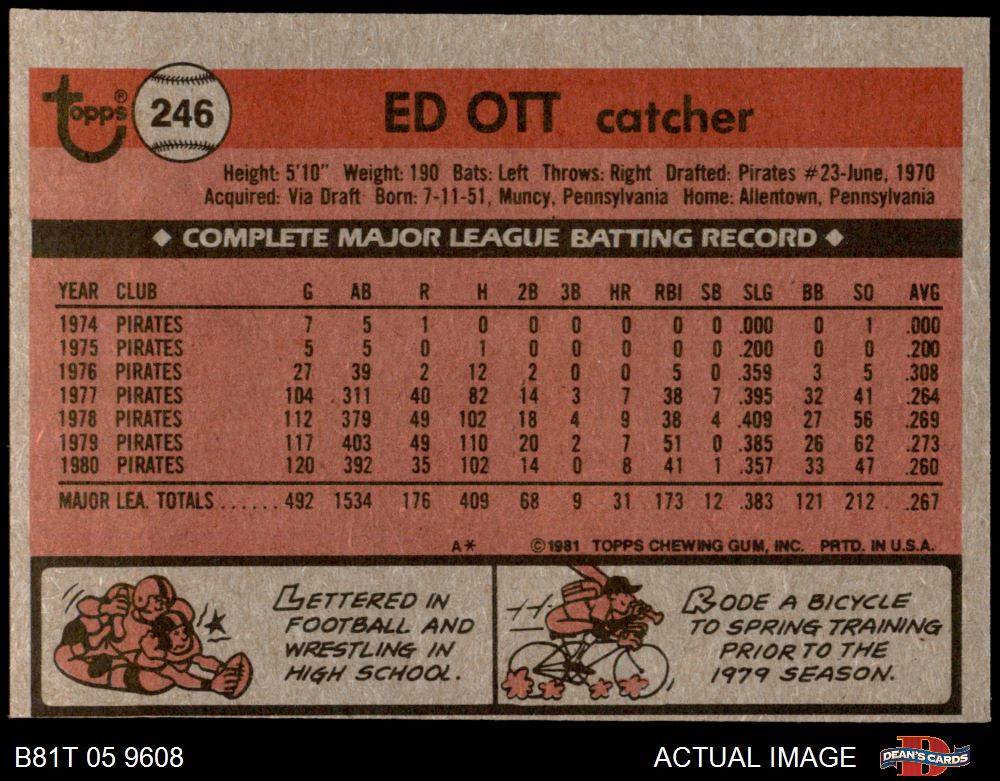 topps®
246
ED OTT catcher
Height: 5'10" Weight: 190 Bats: Left Throws: Right Drafted: Pirates #23-June, 1970
Acquired: Via Draft Born: 7-11-51, Muncy, Pennsylvania Home: Allentown, Pennsylvania
◆ COMPLETE MAJOR LEAGUE BATTING RECORD ◆
YEAR CLUB G AB R H 2B 3B HR RBI SB SLG BB SO AVG
1974 PIRATES 7 5 1 0 0 0 0 0 0 .000 0 1 .000
1975 PIRATES 5 5 0 1 0 0 0 0 0 .200 0 0 .200
1976 PIRATES 27 39 2 12 2 0 0 5 0 .359 3 5 .308
1977 PIRATES 104 311 40 82 14 3 7 38 7 .395 32 41 .264
1978 PIRATES 112 379 49 102 18 4 9 38 4 .409 27 56 .269
1979 PIRATES 117 403 49 110 20 2 7 51 0 .385 26 62 .273
1980 PIRATES 120 392 35 102 14 0 8 41 1 .357 33 47 .260
MAJOR LEA. TOTALS ...... 492 1534 176 409 68 9 31 173 12 .383 121 212 .267
A* ©1981 TOPPS CHEWING GUM, INC. PRTD. IN U.S.A.
LETTERED IN
FOOTBALL AND
WRESTLING IN
HIGH SCHOOL.
RODE A BICYCLE
TO SPRING TRAINING
PRIOR TO THE
1979 SEASON.
B81T 05 9608
ACTUAL IMAGE
DEAN'S CARDS